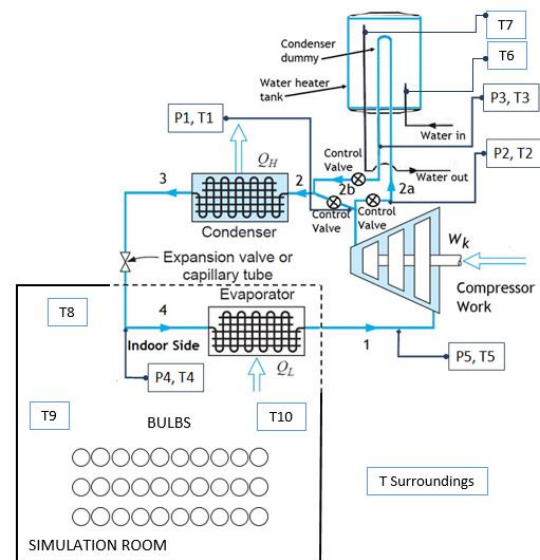 T7
Condenser
dummy
T6
Water heater
tank
P3, T3
P1, T1
Water in
Control
Valve
P2, T2
Q_H
3
2
2b
2a
Water out
Control
Valve
Control
Valve
Condenser
W_k
Expansion valve or
capillary tube
Compressor
Work
Evaporator
T8
4
Indoor Side
1
P5, T5
P4, T4
Q_L
T9
BULBS
T10
T Surroundings
SIMULATION ROOM